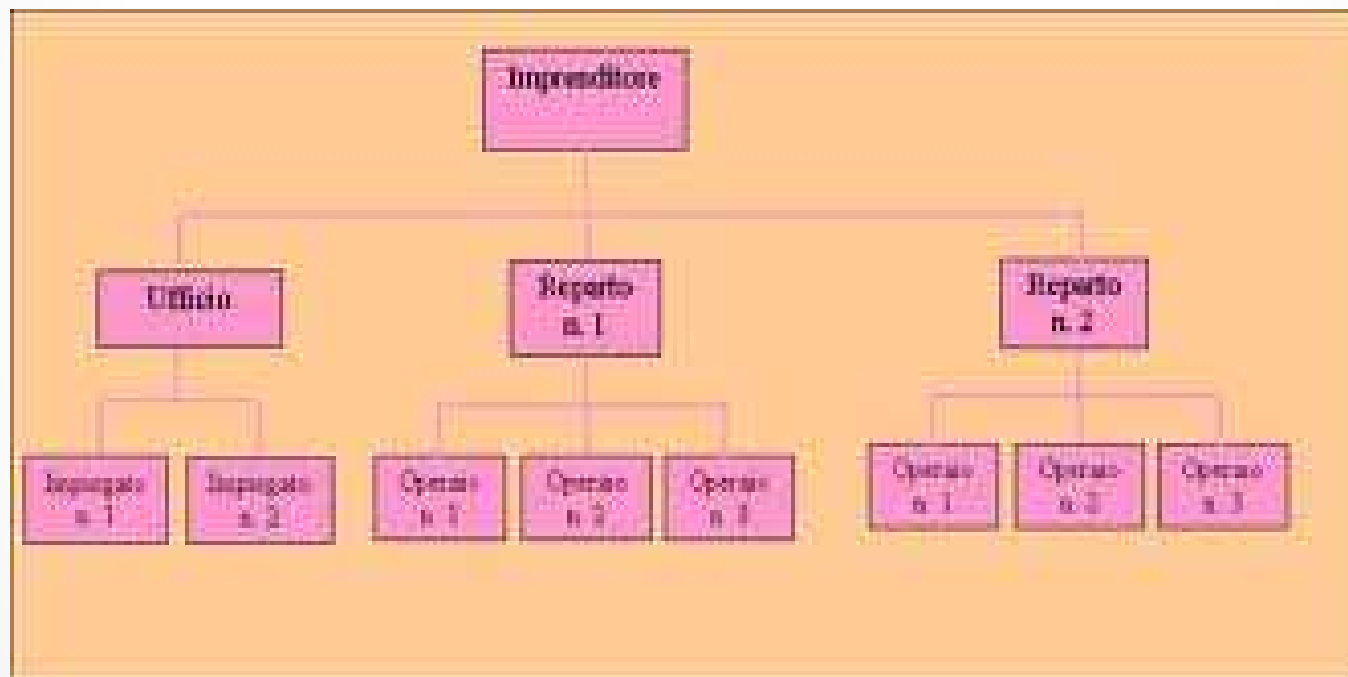 Imprenditore
Ufficio
Reparto
n. 1
Reparto
n. 2
Impiegato
n. 1
Impiegato
n. 2
Operaio
n. 1
Operaio
n. 2
Operaio
n. 3
Operaio
n. 1
Operaio
n. 2
Operaio
n. 3